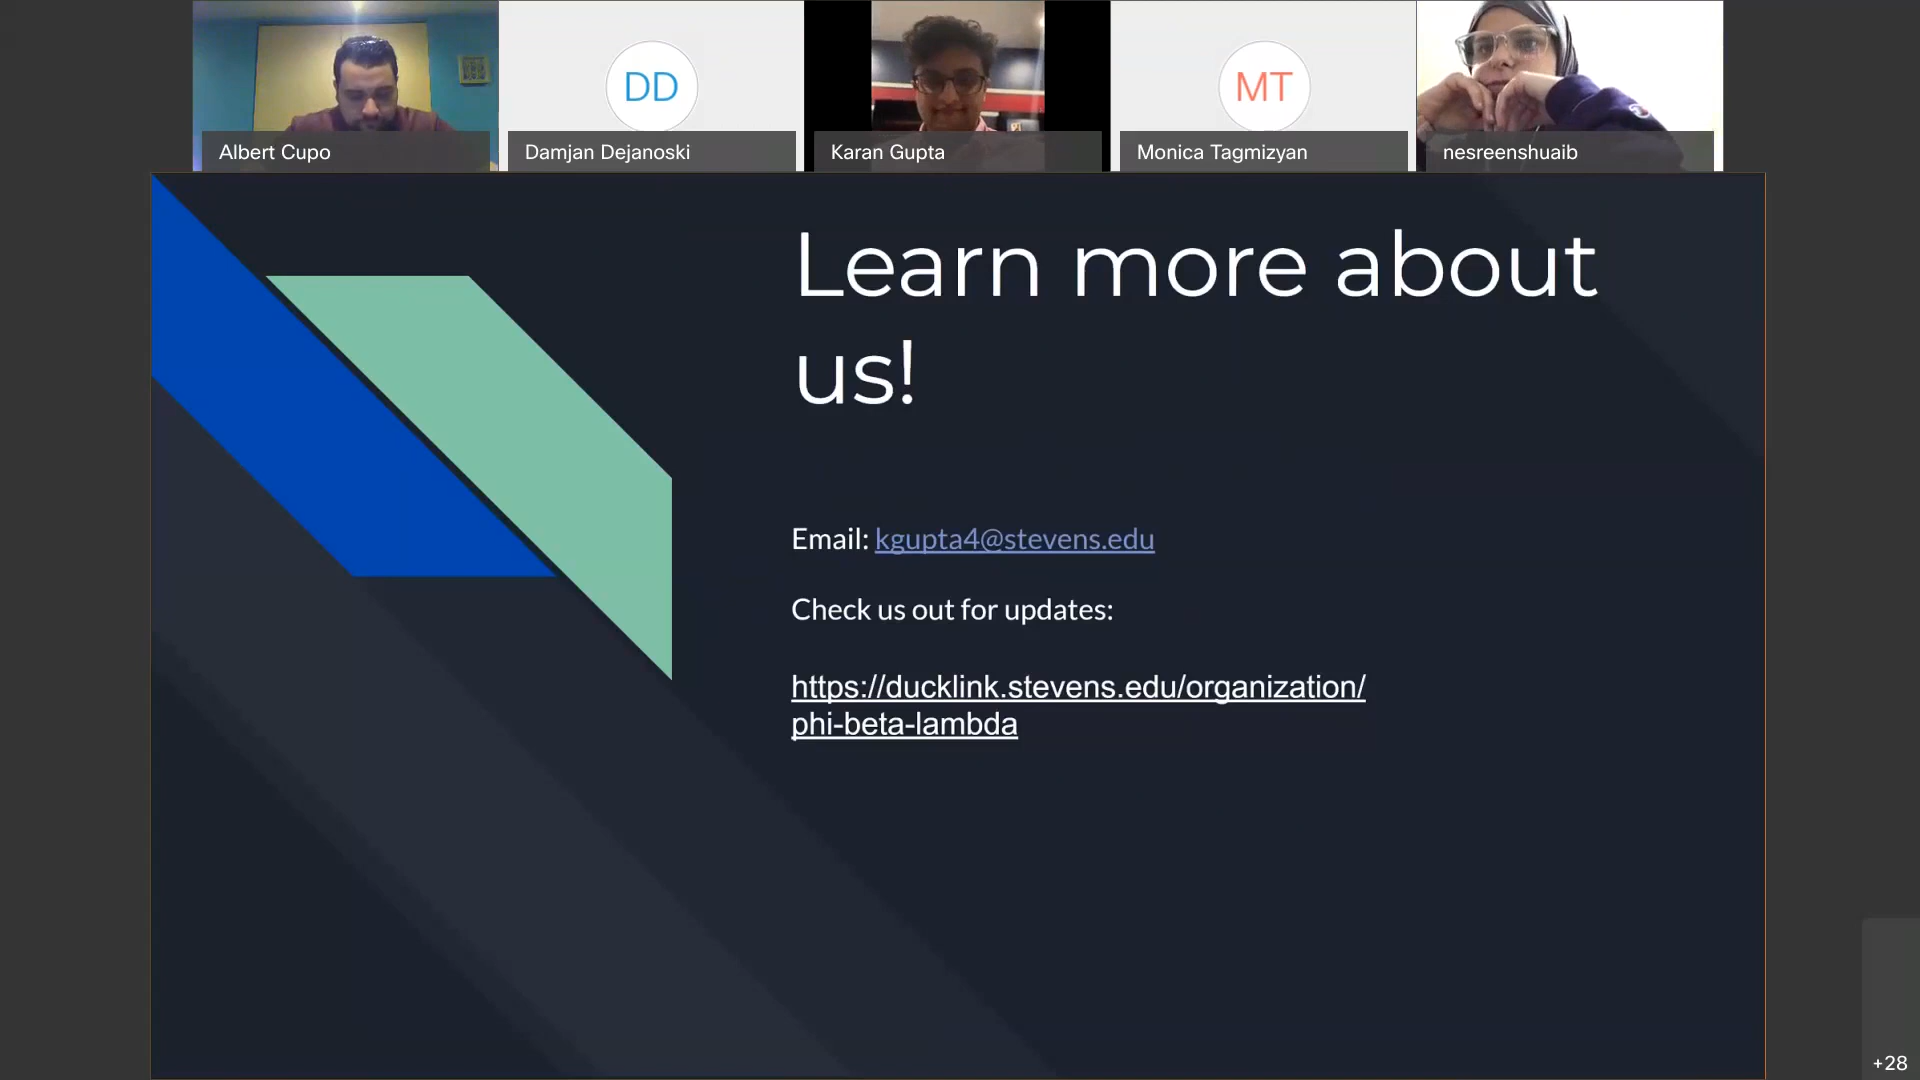 DD
MT
Albert Cupo
Damjan Dejanoski
Karan Gupta
Monica Tagmizyan
nesreenshuaib
Learn more about
us!
Email: kgupta4@stevens.edu
Check us out for updates:
https://ducklink.stevens.edu/organization/
phi-beta-lambda
+28